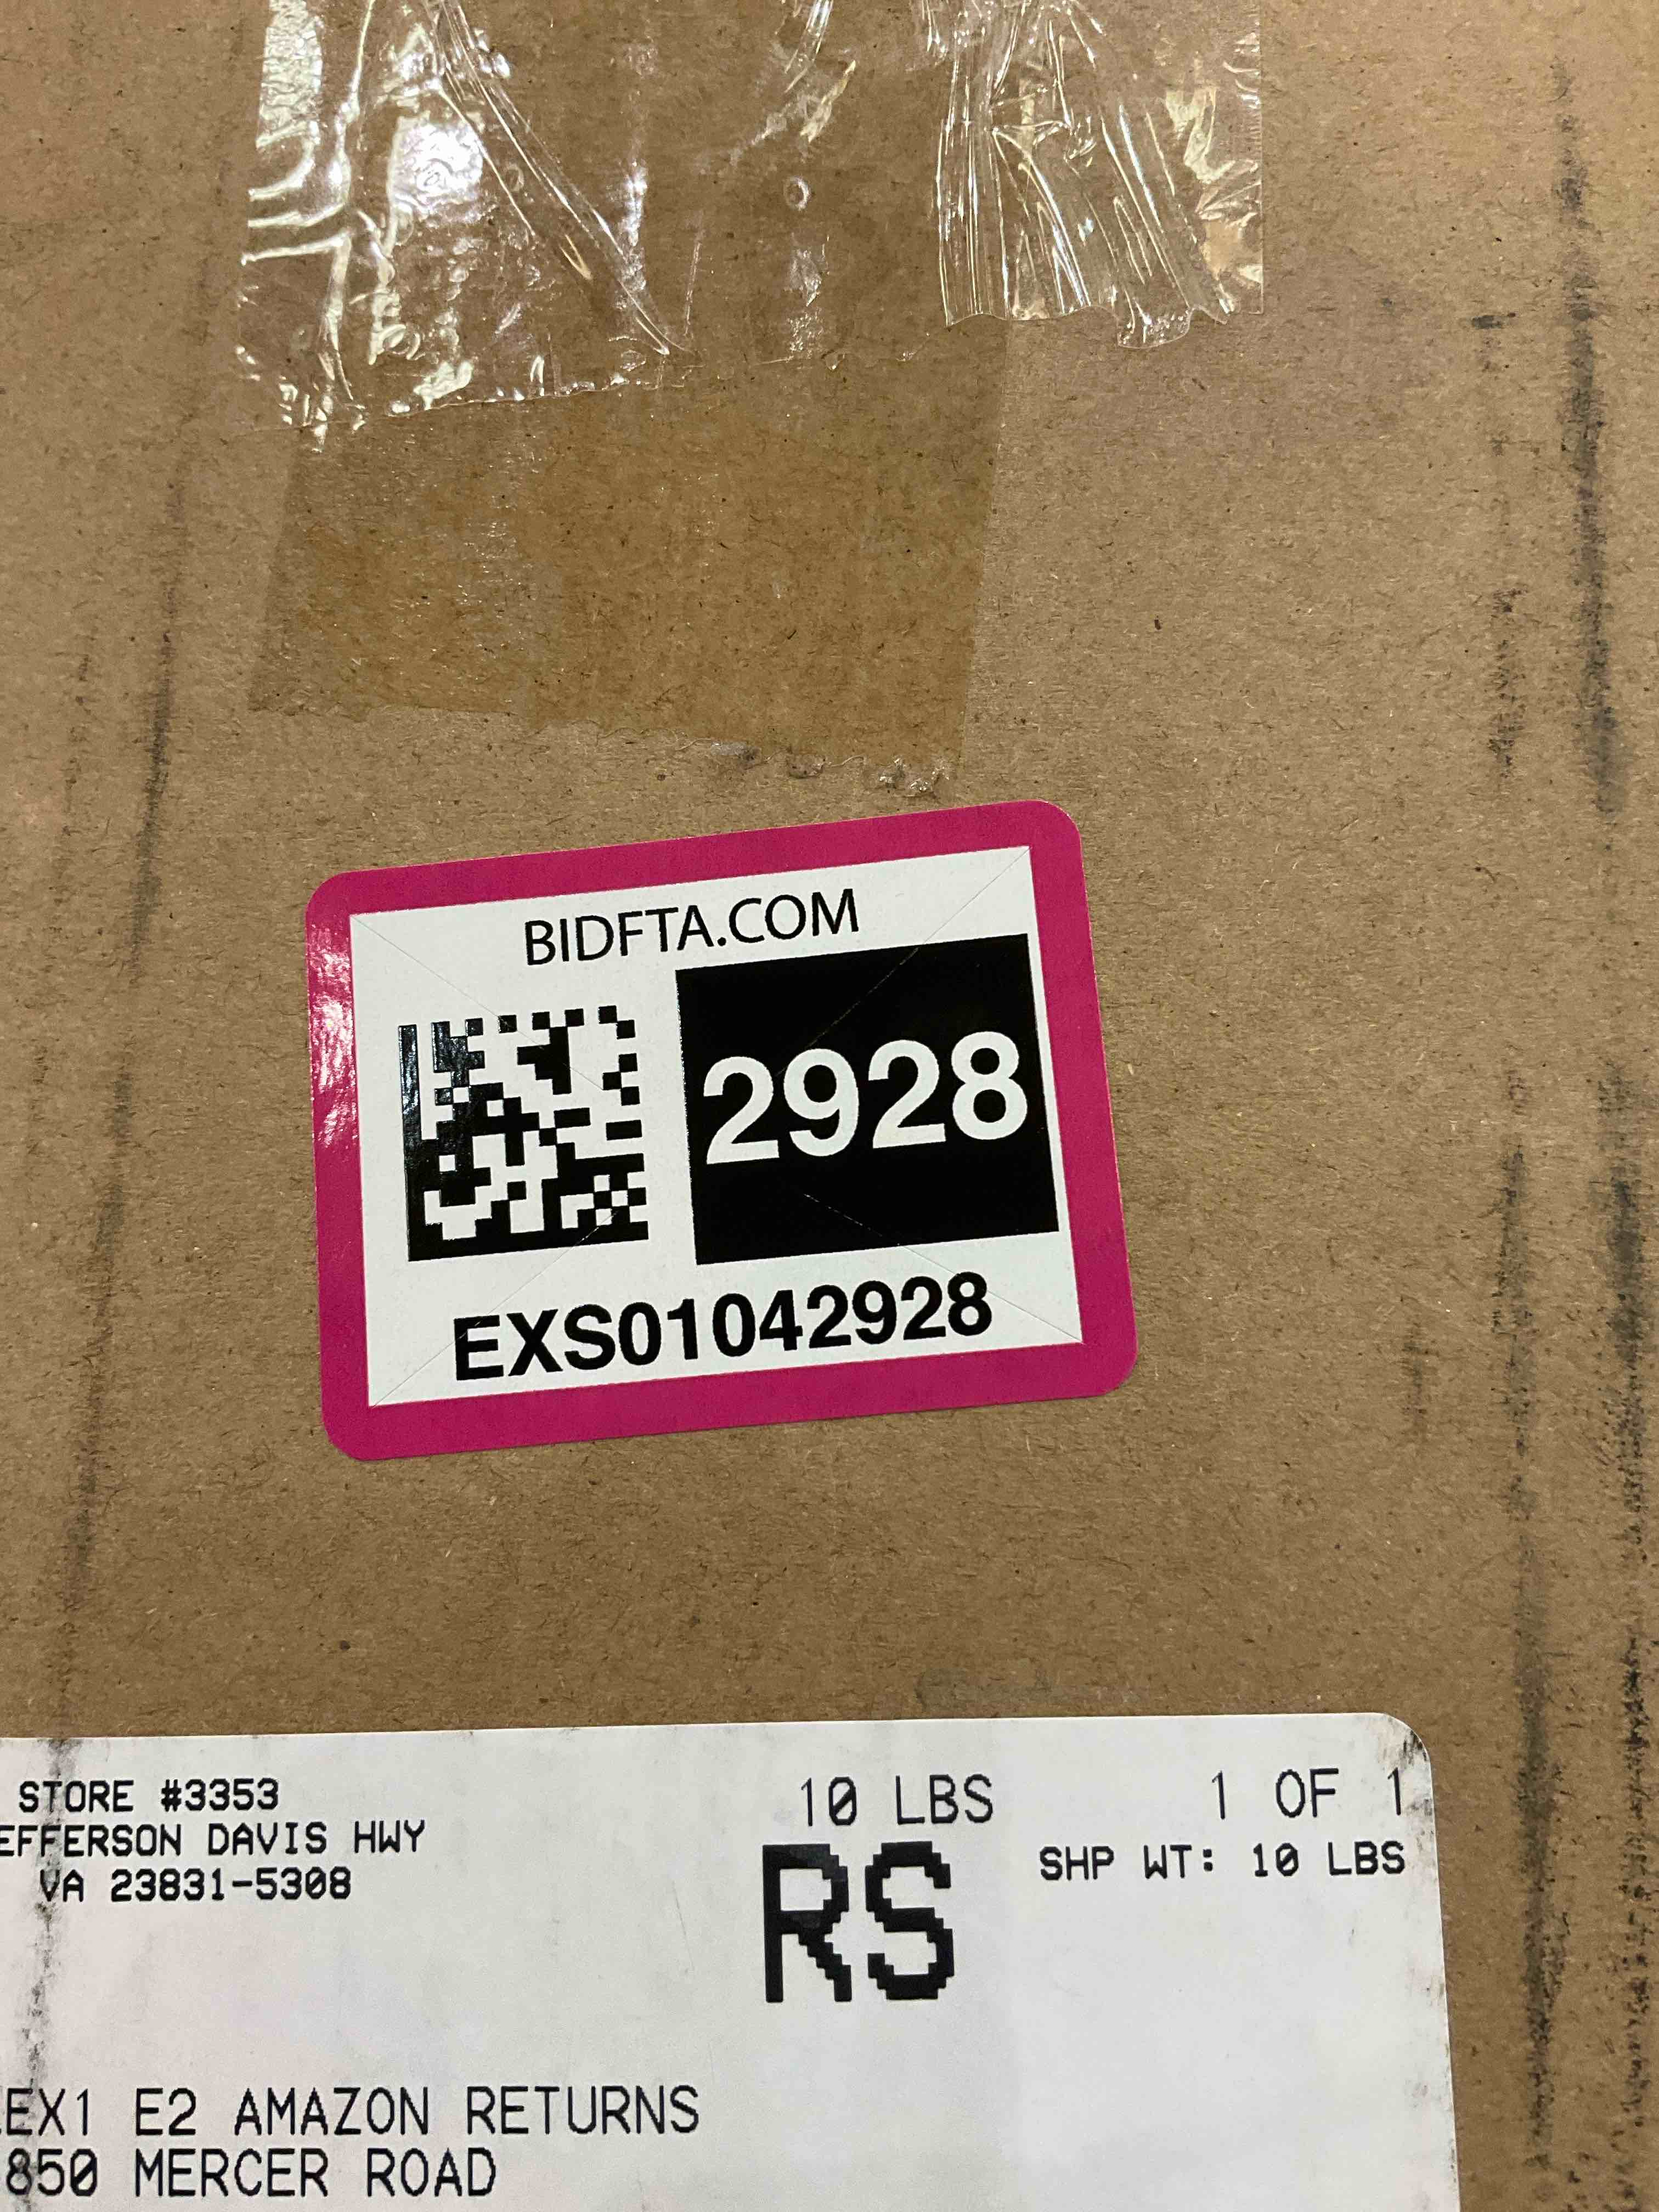 BIDFTA.COM
2928
EXS01042928
STORE #3353
EFFERSON DAVIS HWY
VA 23831-5308
10 LBS
1 OF 1
SHP WT: 10 LBS
RS
EX1 E2 AMAZON RETURNS
850 MERCER ROAD